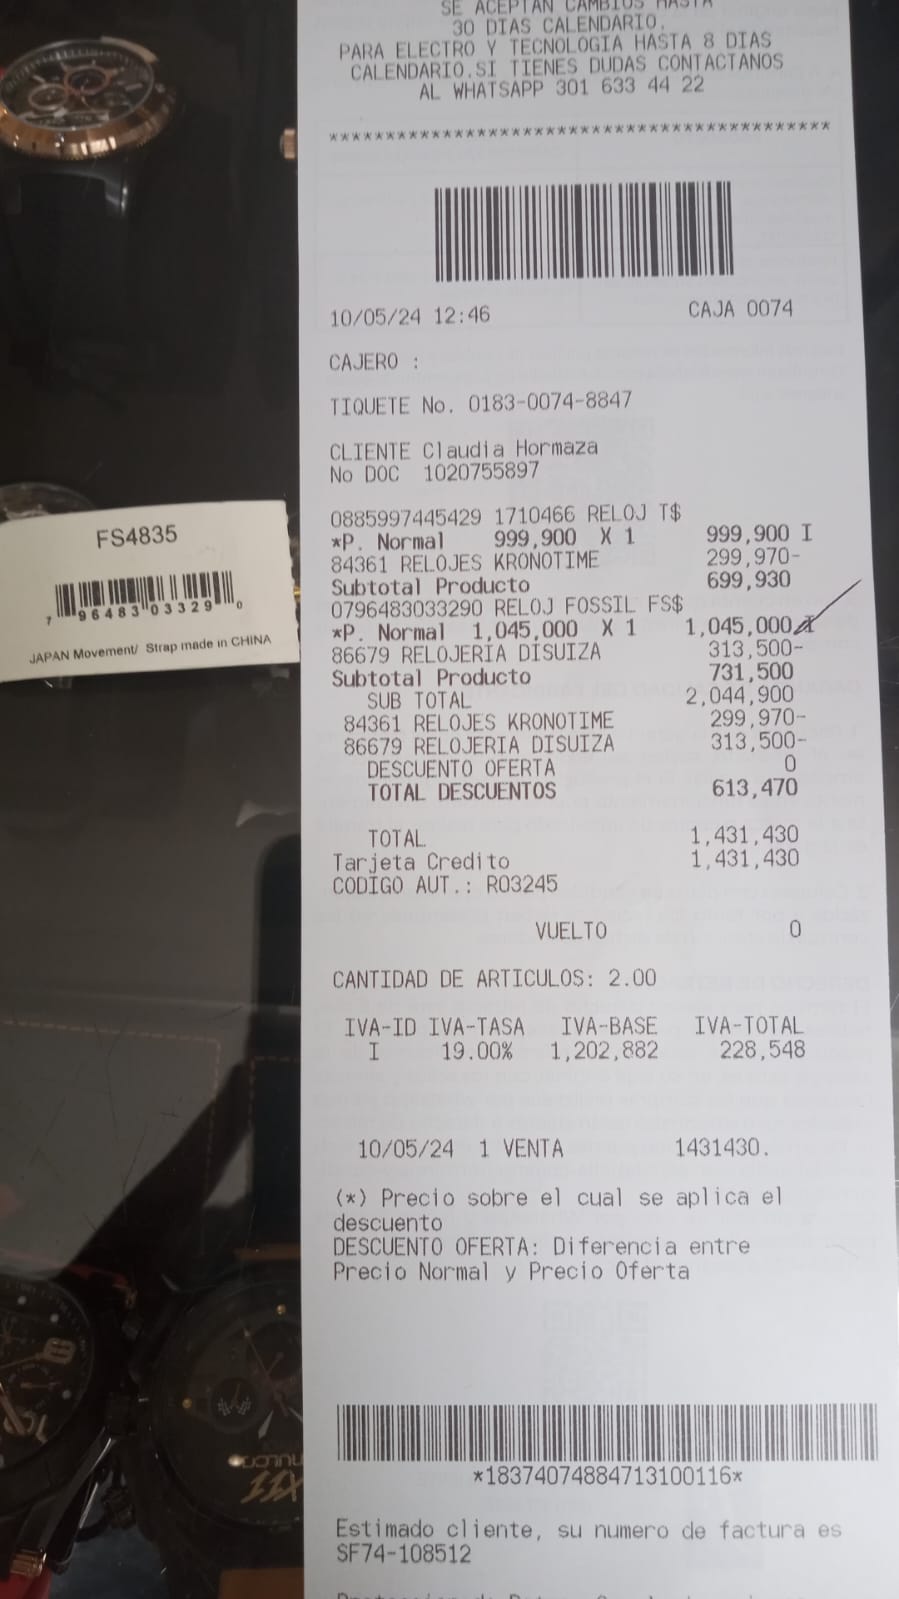 SE ACEPTAN CAMBIOS HASTA
30 DIAS CALENDARIO.
PARA ELECTRO Y TECNOLOGIA HASTA 8 DIAS
CALENDARIO.SI TIENES DUDAS CONTACTANOS
AL WHATSAPP 301 633 44 22
*******************************************
10/05/24 12:46 CAJA 0074
CAJERO :
TIQUETE No. 0183-0074-8847
CLIENTE Claudia Hormaza
No DOC 1020755897
0885997445429 1710466 RELOJ T$
*P. Normal 999,900 X 1 999,900 I
84361 RELOJES KRONOTIME 299,970-
Subtotal Producto 699,930
0796483033290 RELOJ FOSSIL FS$
*P. Normal 1,045,000 X 1 1,045,000 I
86679 RELOJERIA DISUIZA 313,500-
Subtotal Producto 731,500
SUB TOTAL 2,044,900
84361 RELOJES KRONOTIME 299,970-
86679 RELOJERIA DISUIZA 313,500-
DESCUENTO OFERTA 0
TOTAL DESCUENTOS 613,470
TOTAL 1,431,430
Tarjeta Credito 1,431,430
CODIGO AUT.: R03245
VUELTO 0
CANTIDAD DE ARTICULOS: 2.00
IVA-ID IVA-TASA IVA-BASE IVA-TOTAL
I 19.00% 1,202,882 228,548
10/05/24 1 VENTA 1431430.
(*) Precio sobre el cual se aplica el
descuento
DESCUENTO OFERTA: Diferencia entre
Precio Normal y Precio Oferta
*18374074884713100116*
Estimado cliente, su numero de factura es
SF74-108512
FS4835
7 96483 03329 0
JAPAN Movement/ Strap made in CHINA